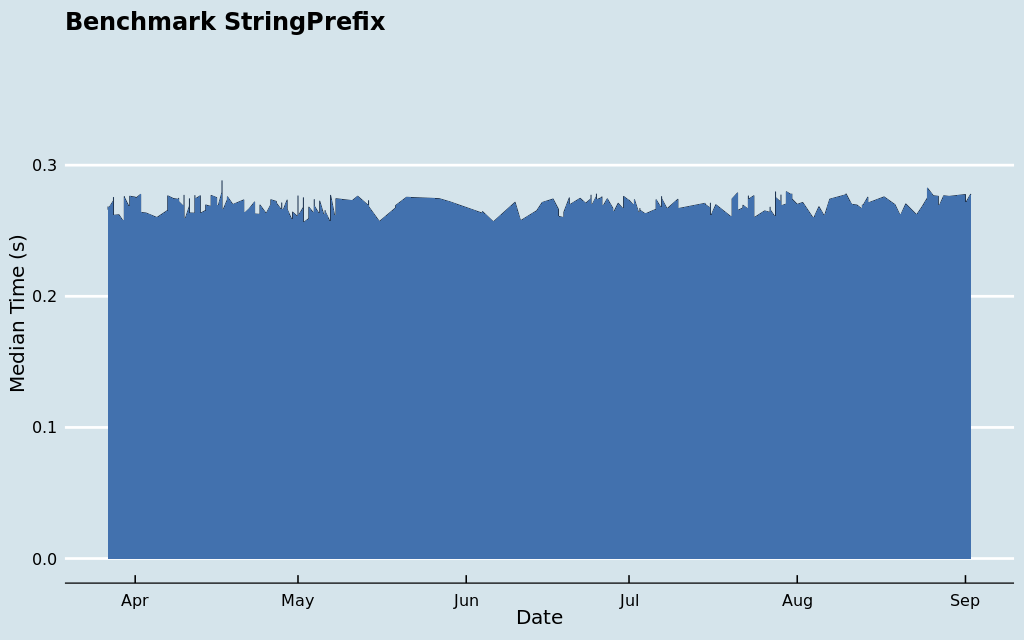 Benchmark StringPrefix
Median Time (s)
0.3
0.2
0.1
0.0
Apr
May
Jun
Jul
Aug
Sep
Date